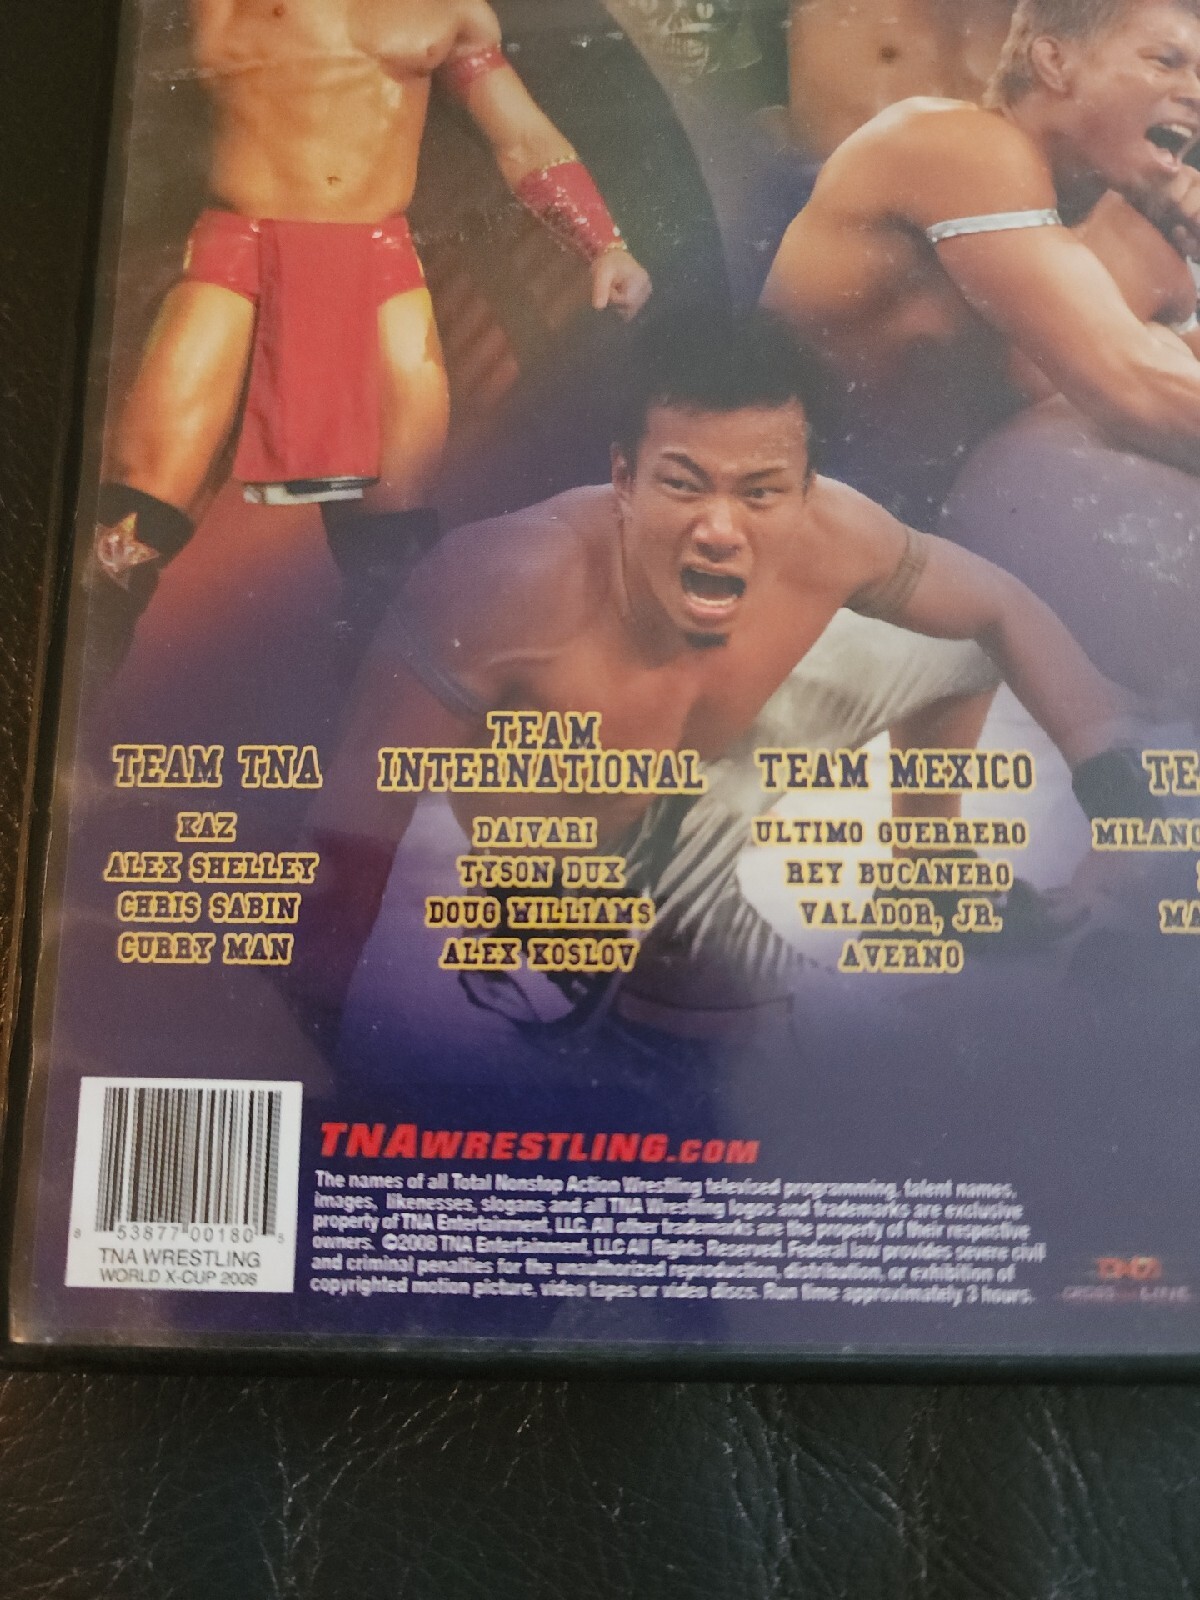 TEAM TNA
KAZ
ALEX SHELLEY
CHRIS SABIN
CURRY MAN
TEAM
INTERNATIONAL
DAIVARI
TYSON DUX
DOUG WILLIAMS
ALEX KOSLOV
TEAM MEXICO
ULTIMO GUERRERO
REY BUCANERO
VALADOR, JR.
AVERNO
TE
MILANO
MA
8 53877 00180 5
TNA WRESTLING
WORLD X-CUP 2008
TNAWRESTLING.COM
The names of all Total Nonstop Action Wrestling televised programming, talent names,
images, likenesses, slogans and all TNA Wrestling logos and trademarks are exclusive
property of TNA Entertainment, LLC. All other trademarks are the property of their respective
owners. ©2008 TNA Entertainment, LLC All Rights Reserved. Federal law provides severe civil
and criminal penalties for the unauthorized reproduction, distribution, or exhibition of
copyrighted motion picture, video tapes or video discs. Run time approximately 3 hours.